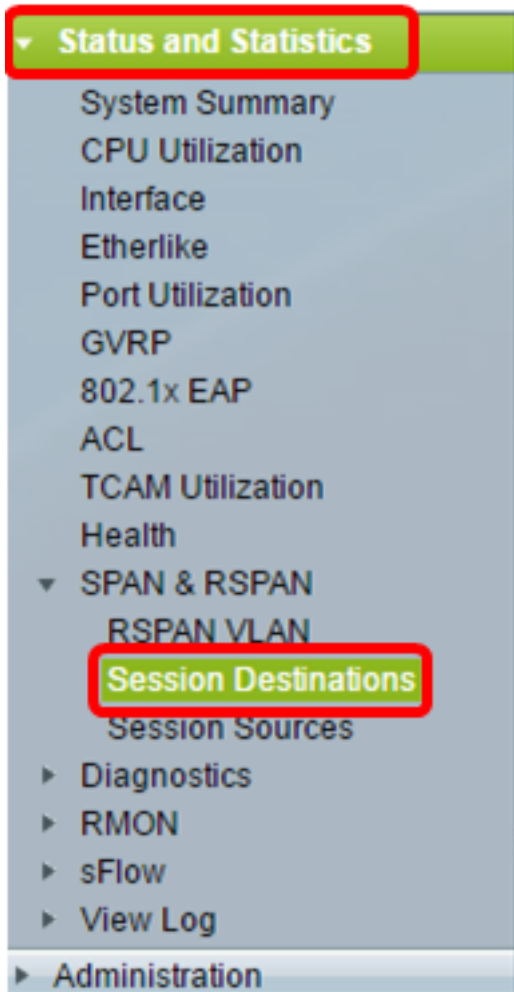 Status and Statistics
System Summary
CPU Utilization
Interface
Etherlike
Port Utilization
GVRP
802.1x EAP
ACL
TCAM Utilization
Health
SPAN & RSPAN
RSPAN VLAN
Session Destinations
Session Sources
Diagnostics
RMON
sFlow
View Log
Administration